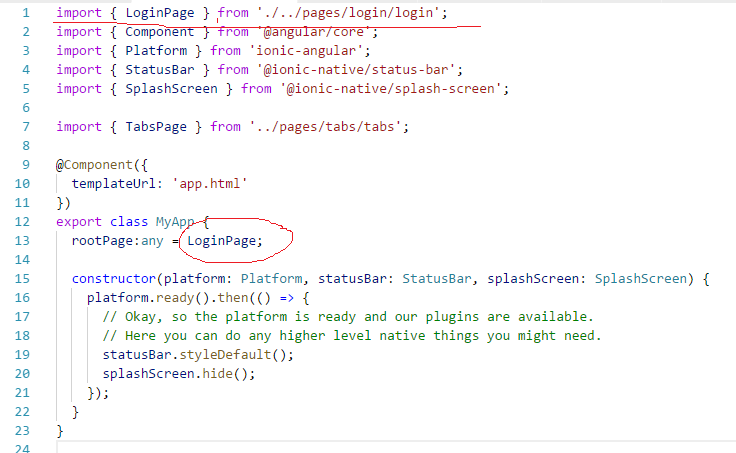 1 import { LoginPage } from './../pages/login/login';
2 import { Component } from '@angular/core';
3 import { Platform } from 'ionic-angular';
4 import { StatusBar } from '@ionic-native/status-bar';
5 import { SplashScreen } from '@ionic-native/splash-screen';
6
7 import { TabsPage } from '../pages/tabs/tabs';
8
9 @Component({
10   templateUrl: 'app.html'
11 })
12 export class MyApp {
13   rootPage:any = LoginPage;
14
15   constructor(platform: Platform, statusBar: StatusBar, splashScreen: SplashScreen) {
16     platform.ready().then(() => {
17       // Okay, so the platform is ready and our plugins are available.
18       // Here you can do any higher level native things you might need.
19       statusBar.styleDefault();
20       splashScreen.hide();
21     });
22   }
23 }
24